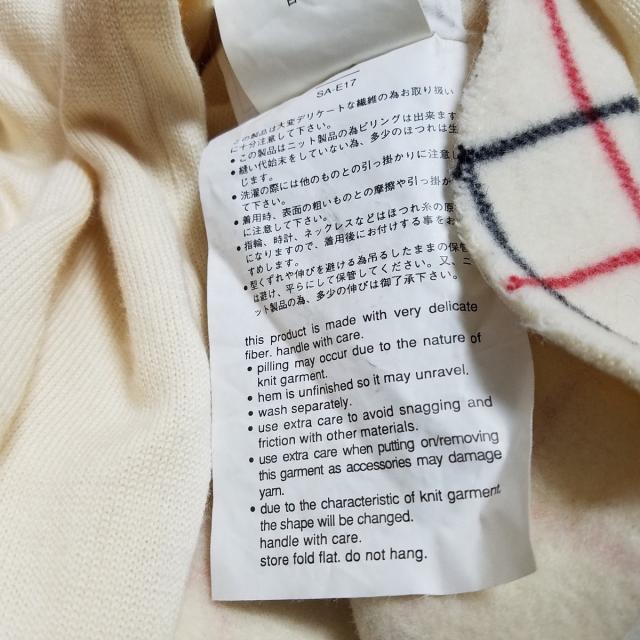 SA-E17
この製品は大変デリケートな繊維の為お取り扱い
に十分注意して下さい。
● この製品はニット製品の為ピリングは出来ます
● 縫い代始末をしていない為、多少のほつれは生
じます。
● 洗濯の際には他のものとの引っ掛かりに注意し
て下さい。
● 着用時、表面の粗いものとの摩擦や引っ掛か
に注意して下さい。
● 指輪、時計、ネックレスなどはほつれ糸の原
になりますので、着用後にお付けする事をお
すめします。
● 型くずれや伸びを避ける為吊るしたままの保管
は避け、平らにして保管してください。又、ニ
ット製品の為、多少の伸びは御了承下さい。
this product is made with very delicate
fiber. handle with care.
• pilling may occur due to the nature of
knit garment.
• hem is unfinished so it may unravel.
• wash separately.
• use extra care to avoid snagging and
friction with other materials.
• use extra care when putting on/removing
this garment as accessories may damage
yarn.
• due to the characteristic of knit garment.
the shape will be changed.
handle with care.
store fold flat. do not hang.